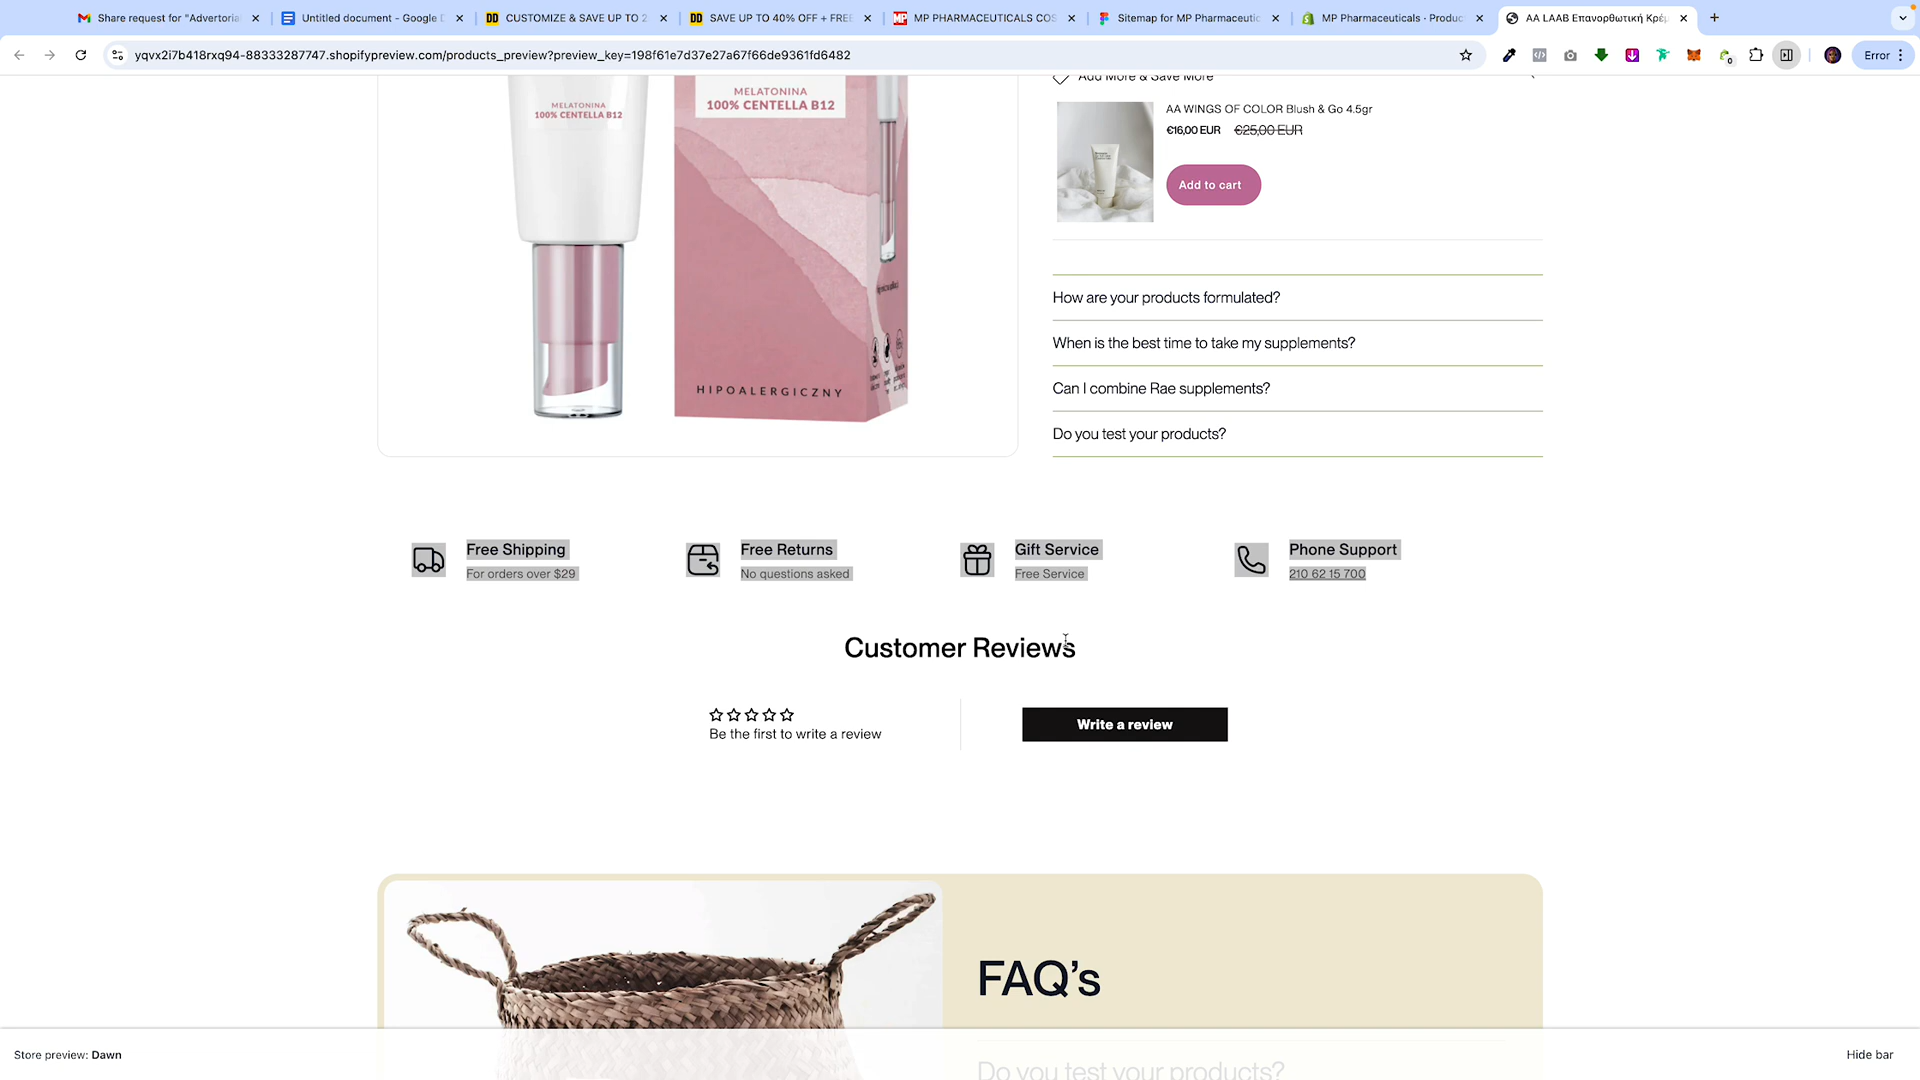 Share request for "Advertoria
Untitled document - Google D
CUSTOMIZE & SAVE UP TO 2
SAVE UP TO 40% OFF + FREE
MP PHARMACEUTICALS COS
Sitemap for MP Pharmaceutic
MP Pharmaceuticals · Produc
AA LAAB Επανορθωτική Κρέμ
yqvx2i7b418rxq94-88333287747.shopifypreview.com/products_preview?preview_key=198f61e7d37e27a67f66de9361fd6482
Error
MELATONINA
100% CENTELLA B12
MELATONINA
100% CENTELLA B12
HIPOALERGICZNY
Add More & Save More
AA WINGS OF COLOR Blush & Go 4.5gr
€16,00 EUR €25,00 EUR
Add to cart
How are your products formulated?
When is the best time to take my supplements?
Can I combine Rae supplements?
Do you test your products?
Free Shipping
For orders over $29
Free Returns
No questions asked
Gift Service
Free Service
Phone Support
210 62 15 700
Customer Reviews
Be the first to write a review
Write a review
FAQ's
Do you test your products?
Store preview: Dawn
Hide bar